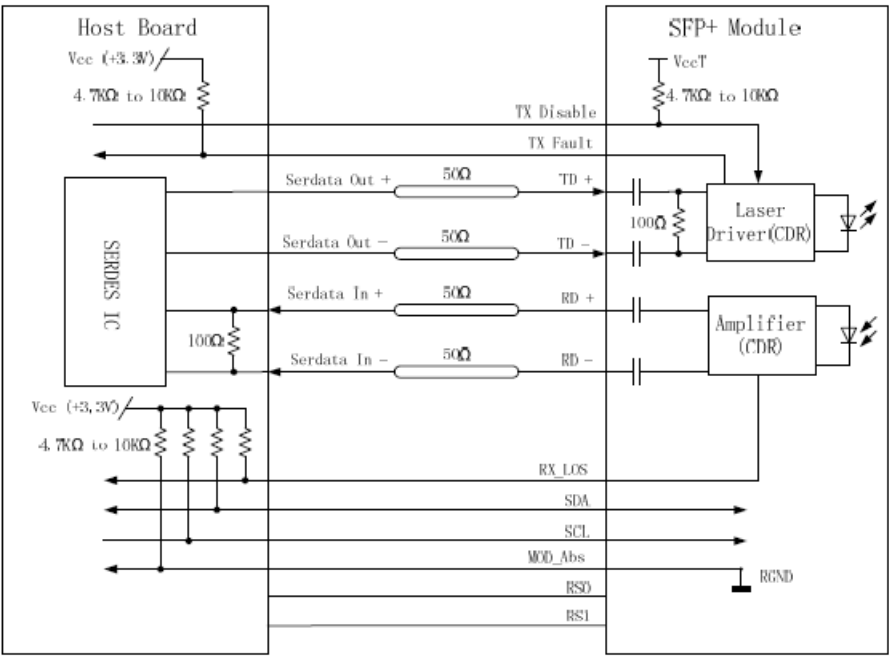 Host Board
SFP+ Module
Vcc (+3.3V)
VccT
4.7KΩ to 10KΩ
4.7KΩ to 10KΩ
TX Disable
TX Fault
Serdata Out +
50Ω
TD +
100Ω
Laser
Driver(CDR)
Serdata Out -
50Ω
TD -
SERDES IC
Serdata In +
50Ω
RD +
100Ω
Amplifier
(CDR)
Serdata In -
50Ω
RD -
Vcc (+3,3V)
4.7KΩ to 10KΩ
RX_LOS
SDA
SCL
MOD_Abs
RGND
RS0
RS1